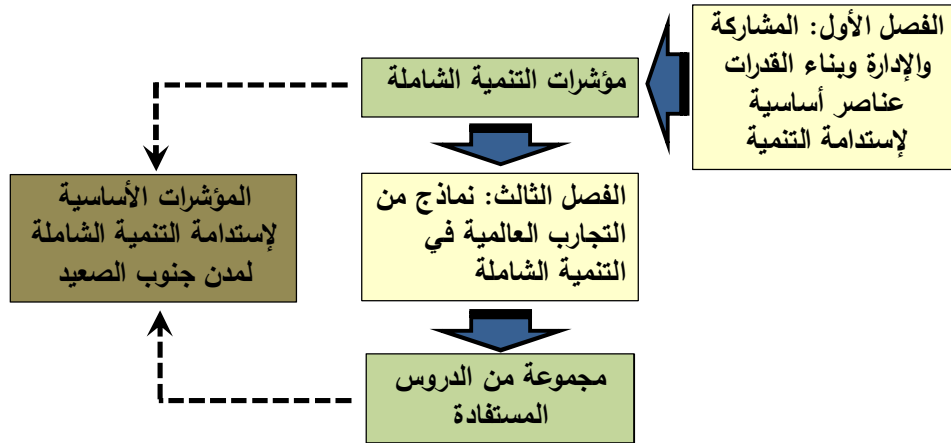 الفصل الأول: المشاركة
والإدارة وبناء القدرات
عناصر أساسية
لإستدامة التنمية
مؤشرات التنمية الشاملة
الفصل الثالث: نماذج من
التجارب العالمية في
التنمية الشاملة
المؤشرات الأساسية
لإستدامة التنمية الشاملة
لمدن جنوب الصعيد
مجموعة من الدروس
المستفادة